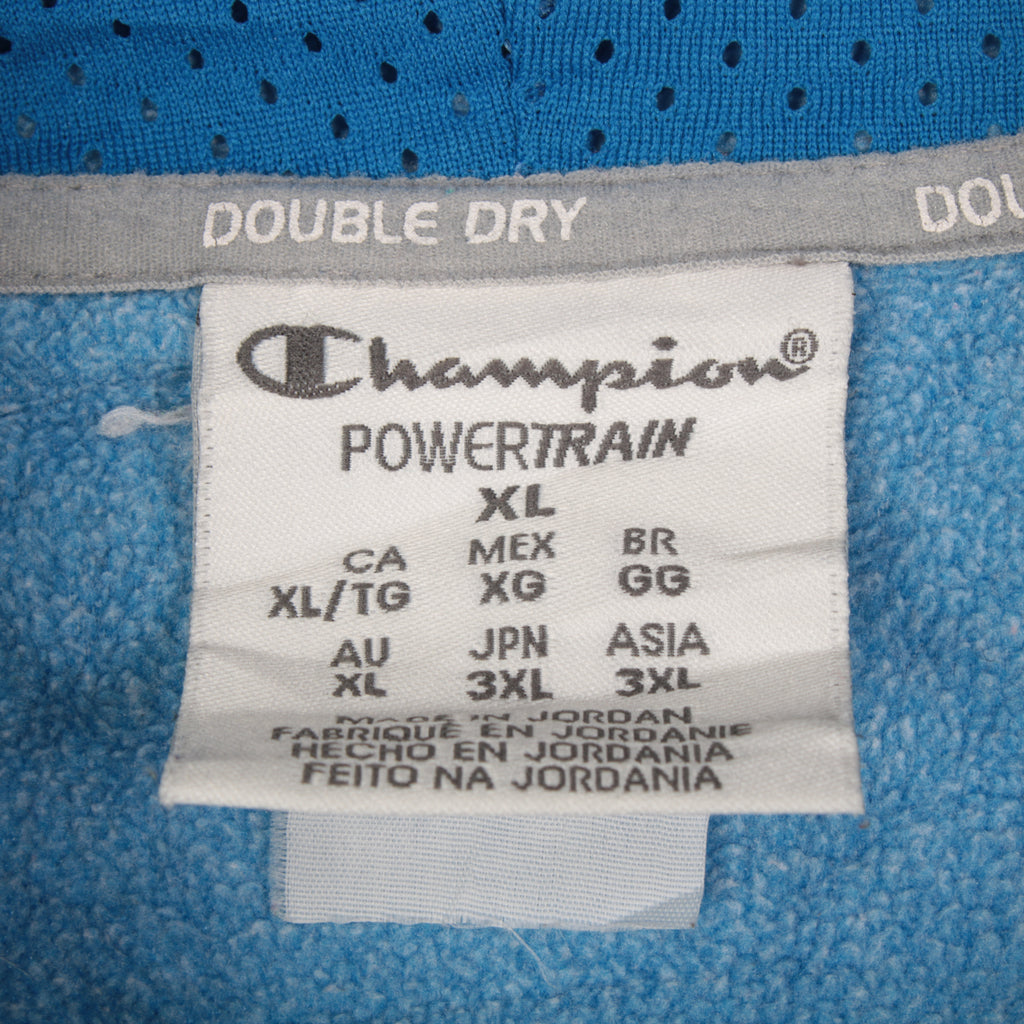 DOUBLE DRY DOU
Champion®
POWERTRAIN
XL
CA MEX BR
XL/TG XG GG
AU JPN ASIA
XL 3XL 3XL
MADE IN JORDAN
FABRIQUÉ EN JORDANIE
HECHO EN JORDANIA
FEITO NA JORDANIA